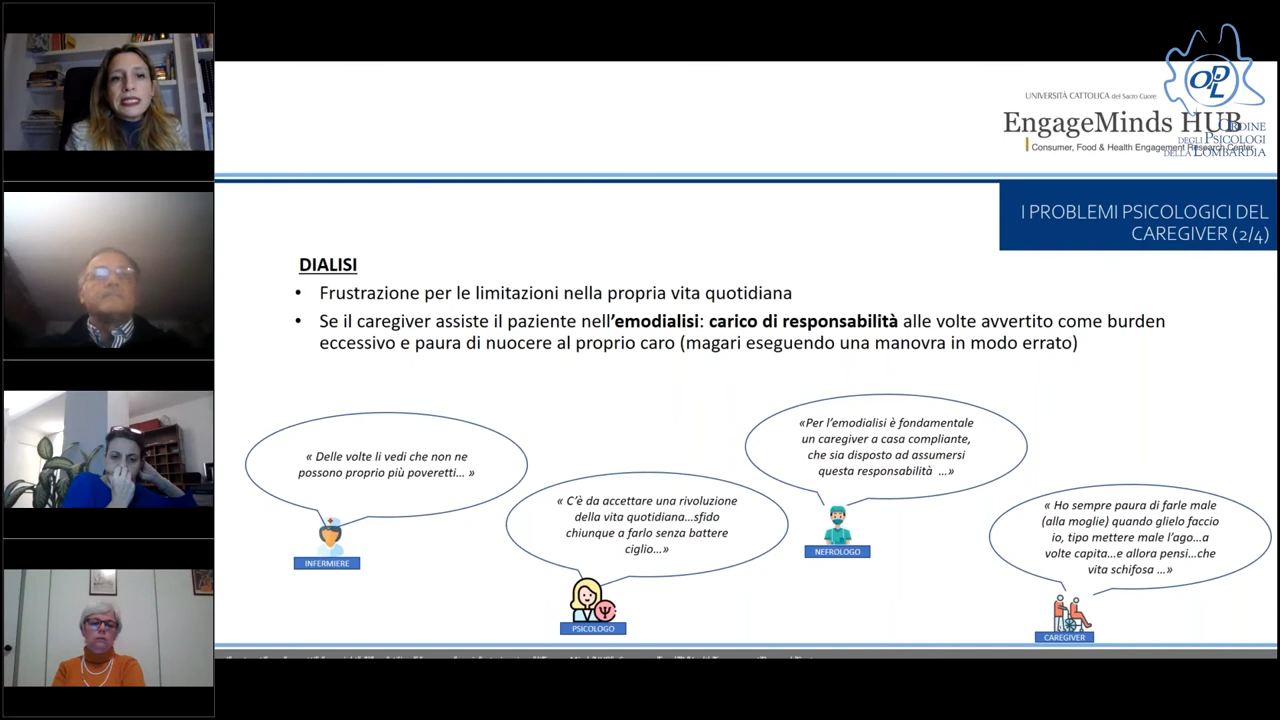 UNIVERSITÀ CATTOLICA del Sacro Cuore
EngageMinds HUB
Consumer, Food & Health Engagement Research Center
OPL
ORDINE
DEGLI PSICOLOGI
DELLA LOMBARDIA
I PROBLEMI PSICOLOGICI DEL
CAREGIVER (2/4)
DIALISI
• Frustrazione per le limitazioni nella propria vita quotidiana
• Se il caregiver assiste il paziente nell'emodialisi: carico di responsabilità alle volte avvertito come burden
eccessivo e paura di nuocere al proprio caro (magari eseguendo una manovra in modo errato)
« Delle volte li vedi che non ne
possono proprio più poveretti... »
INFERMIERE
« C'è da accettare una rivoluzione
della vita quotidiana...sfido
chiunque a farlo senza battere
ciglio...»
PSICOLOGO
«Per l'emodialisi è fondamentale
un caregiver a casa compliante,
che sia disposto ad assumersi
questa responsabilità ...»
NEFROLOGO
« Ho sempre paura di farle male
(alla moglie) quando glielo faccio
io, tipo mettere male l'ago...a
volte capita...e allora pensi...che
vita schifosa ...»
CAREGIVER